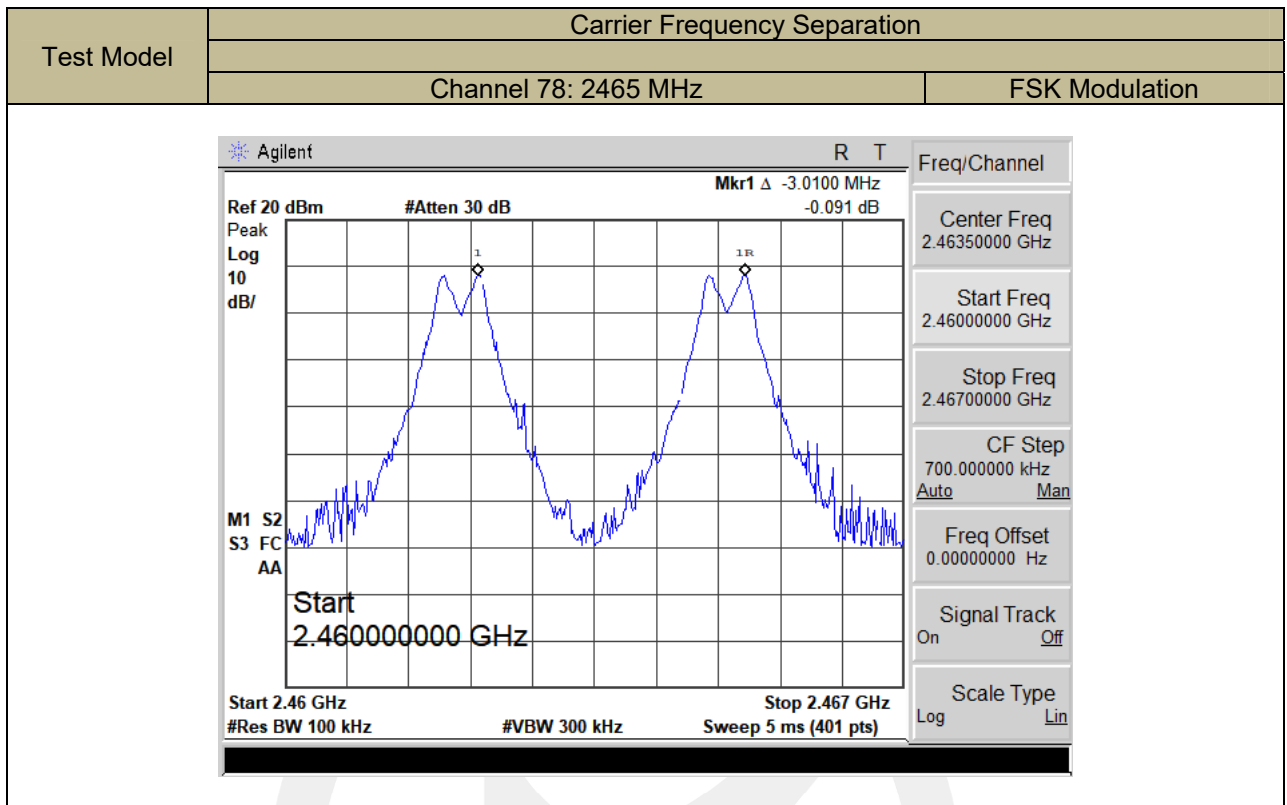 Test Model
Carrier Frequency Separation
Channel 78: 2465 MHz
FSK Modulation
Agilent
R T
Mkr1 Δ -3.0100 MHz
Ref 20 dBm #Atten 30 dB -0.091 dB
Peak
Log
10
dB/
1
1R
M1 S2
S3 FC
AA
Start
2.460000000 GHz
Start 2.46 GHz Stop 2.467 GHz
#Res BW 100 kHz #VBW 300 kHz Sweep 5 ms (401 pts)
Freq/Channel
Center Freq
2.46350000 GHz
Start Freq
2.46000000 GHz
Stop Freq
2.46700000 GHz
CF Step
700.000000 kHz
Auto Man
Freq Offset
0.00000000 Hz
Signal Track
On Off
Scale Type
Log Lin